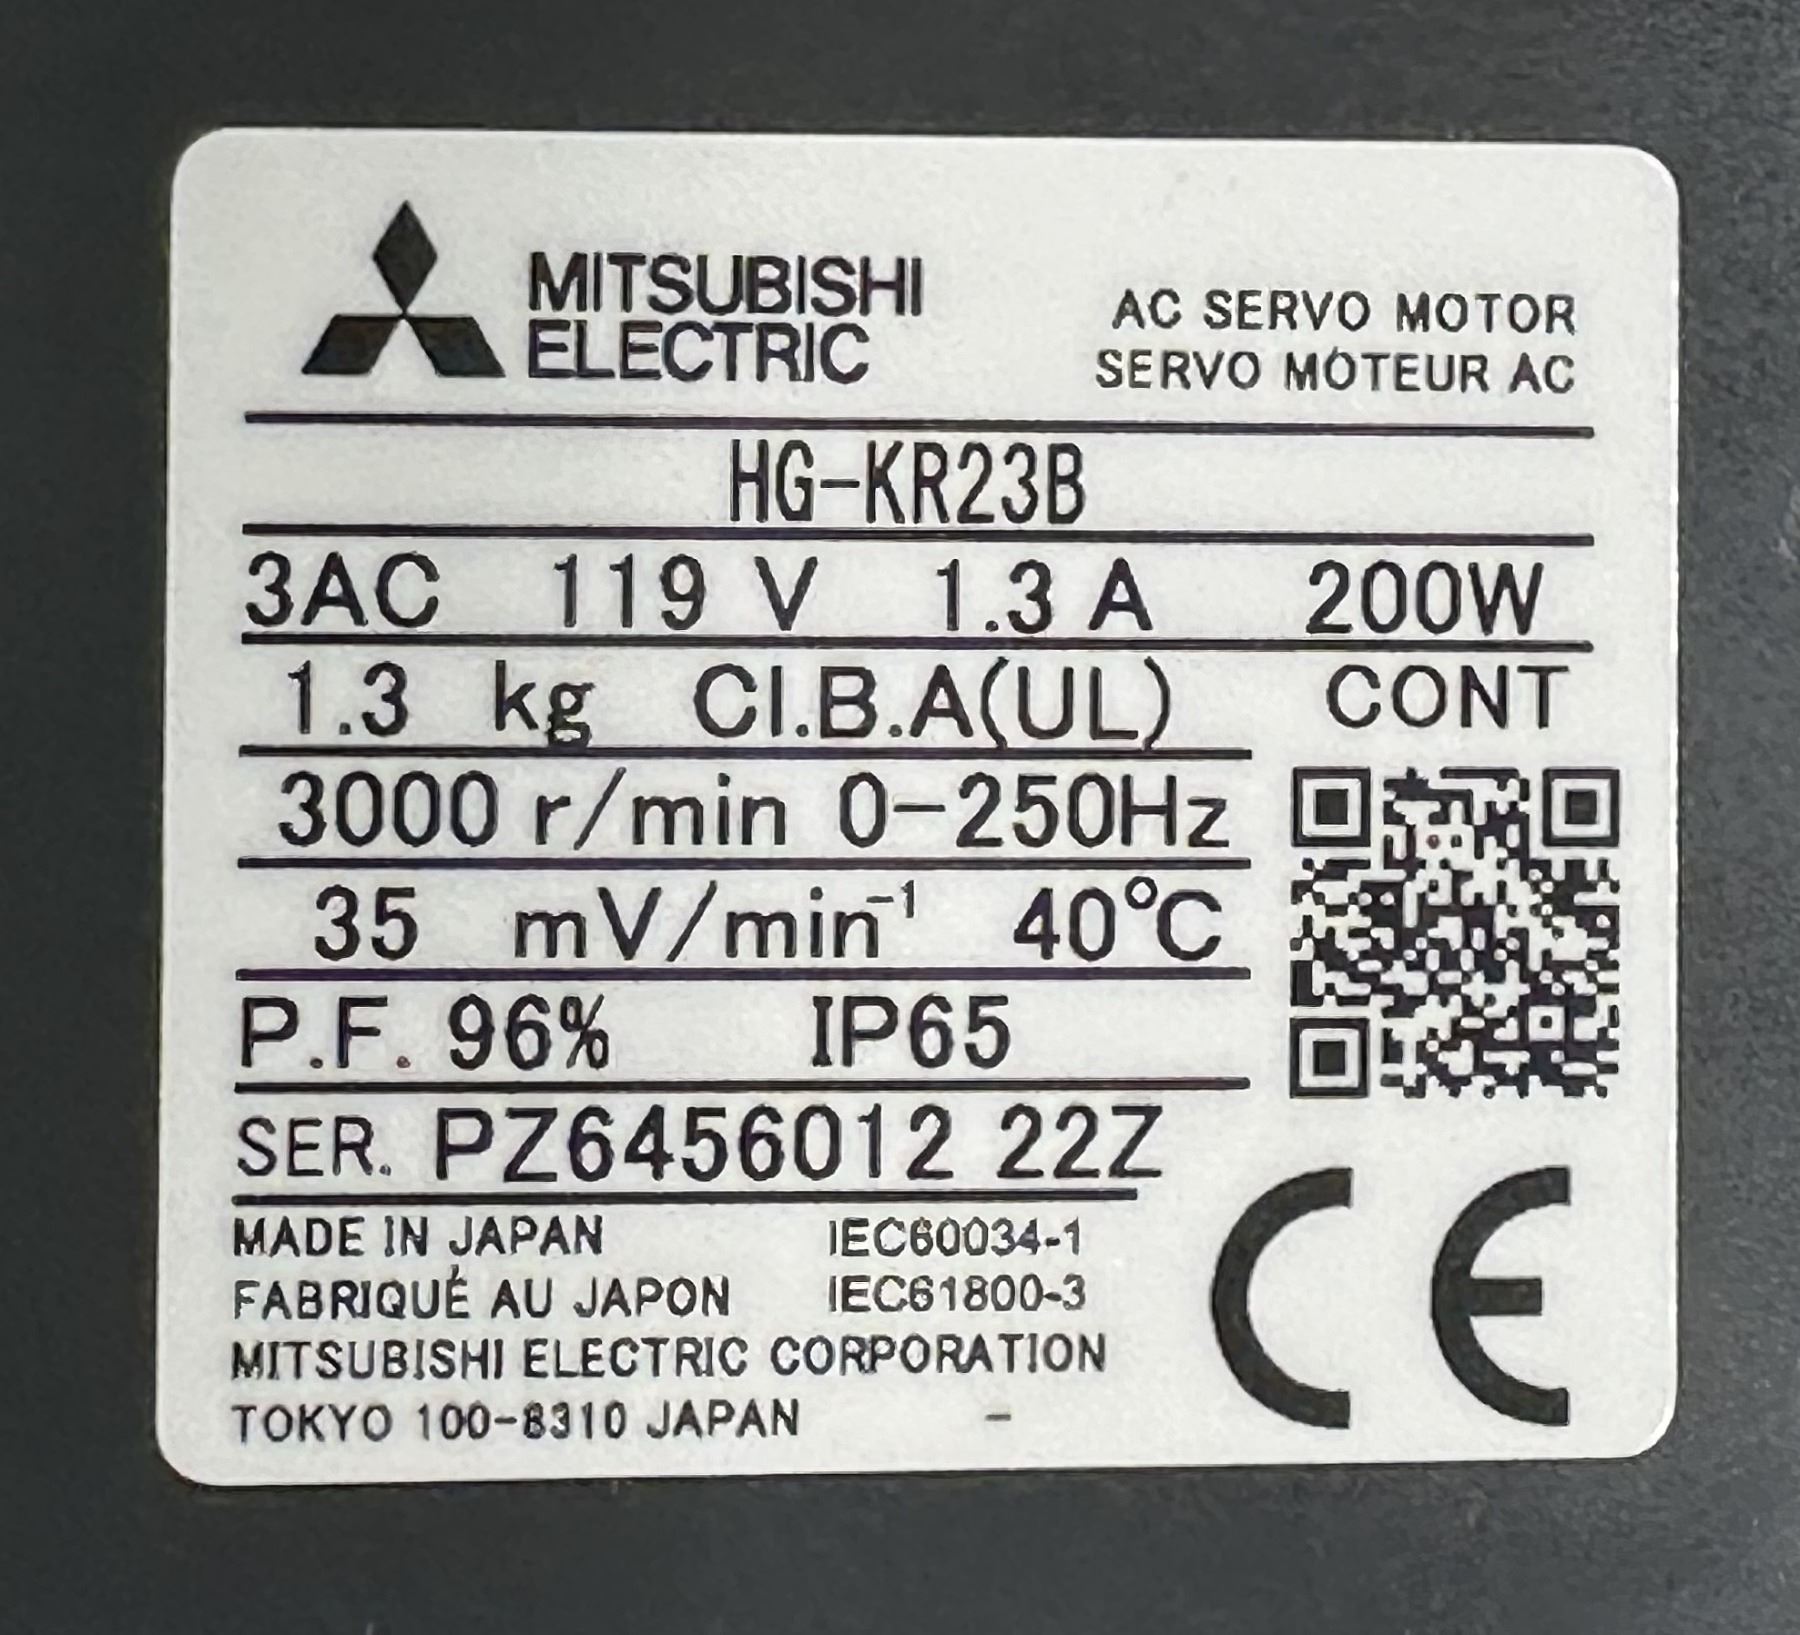 MITSUBISHI
ELECTRIC
AC SERVO MOTOR
SERVO MOTEUR AC
HG-KR23B
3AC 119 V 1.3 A 200W
1.3 kg Cl.B.A(UL) CONT
3000 r/min 0-250Hz
35 mV/min⁻¹ 40°C
P.F. 96% IP65
SER. PZ6456012 22Z
MADE IN JAPAN IEC60034-1
FABRIQUÉ AU JAPON IEC61800-3
MITSUBISHI ELECTRIC CORPORATION
TOKYO 100-8310 JAPAN -
CE